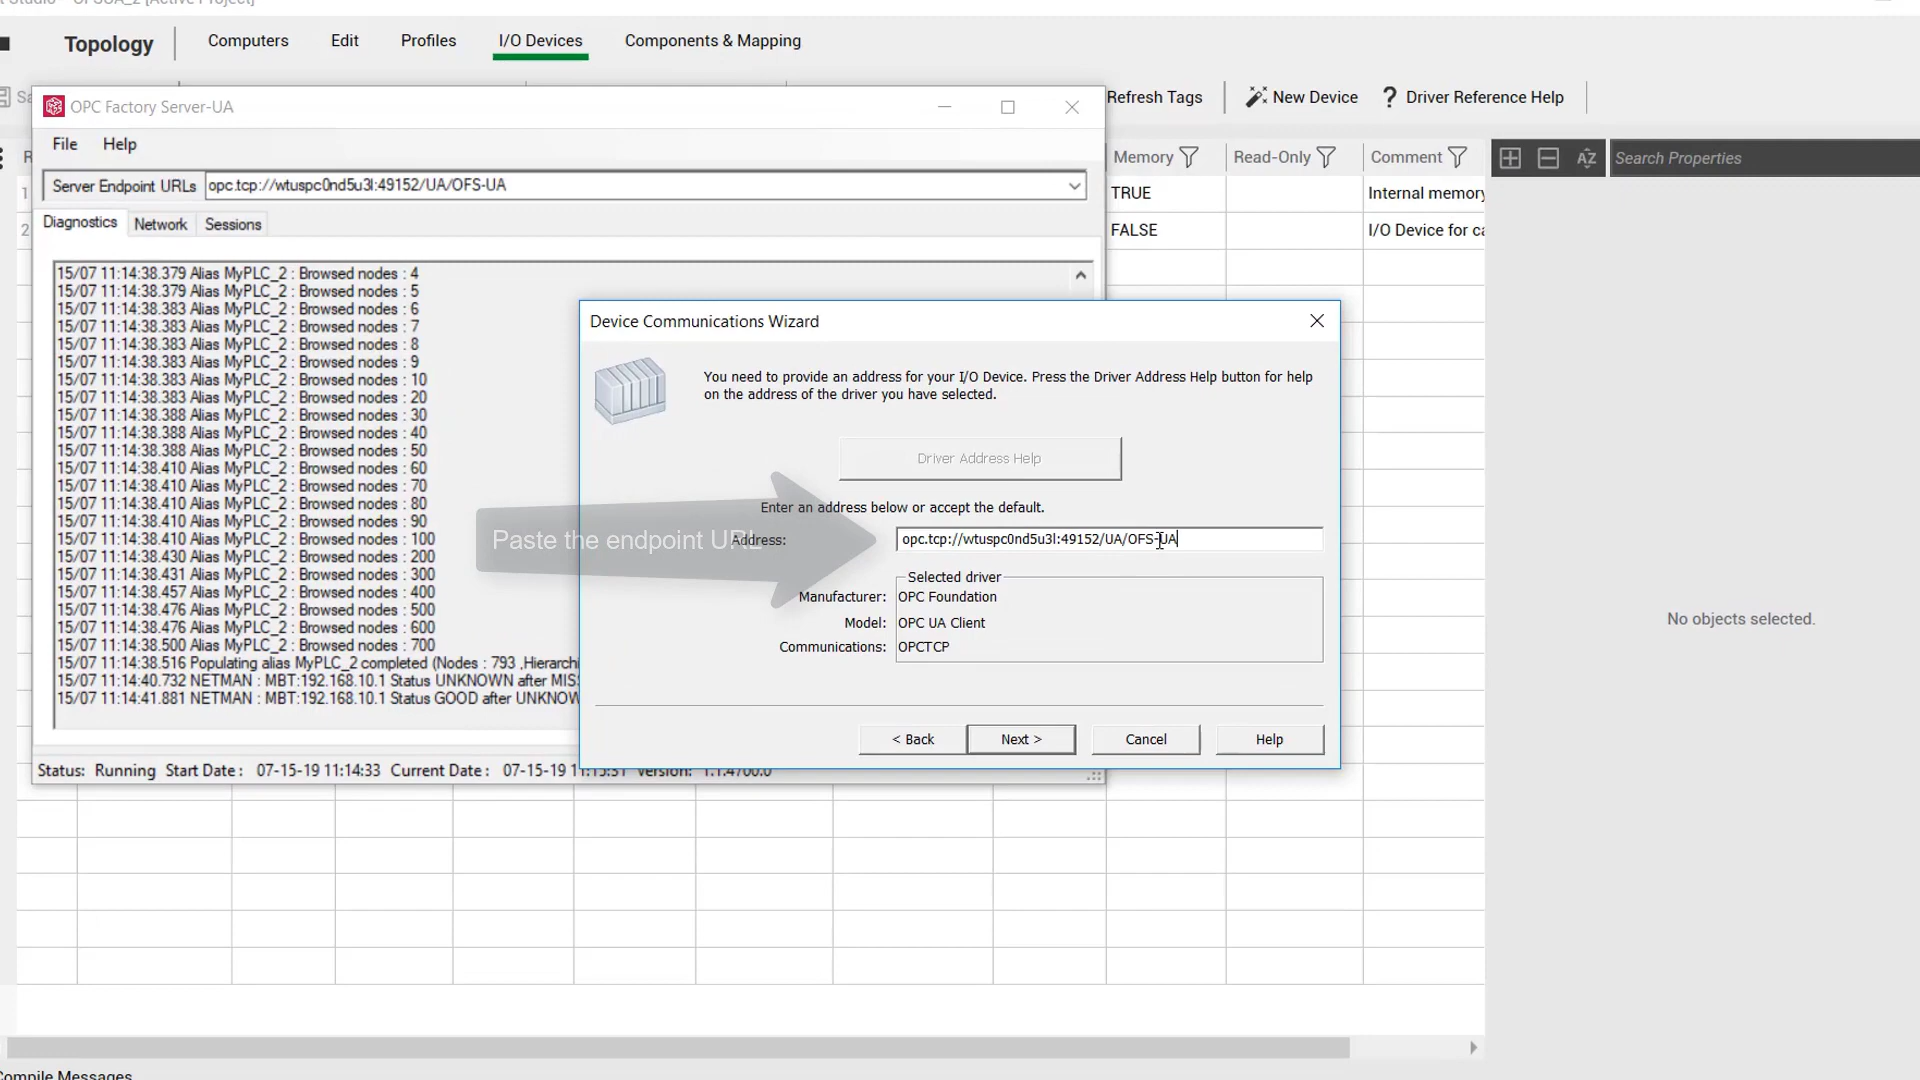 OFSUA_2 [Active Project]
Topology
Computers
Edit
Profiles
I/O Devices
Components & Mapping
Refresh Tags
New Device
? Driver Reference Help
OPC Factory Server-UA
File
Help
Server Endpoint URLs
opc.tcp://wtuspc0nd5u3l:49152/UA/OFS-UA
Diagnostics
Network
Sessions
Memory
Read-Only
Comment
Search Properties
1
TRUE
Internal memory
2
FALSE
I/O Device for ca
15/07 11:14:38.379 Alias MyPLC_2 : Browsed nodes : 4
15/07 11:14:38.379 Alias MyPLC_2 : Browsed nodes : 5
15/07 11:14:38.383 Alias MyPLC_2 : Browsed nodes : 6
15/07 11:14:38.383 Alias MyPLC_2 : Browsed nodes : 7
15/07 11:14:38.383 Alias MyPLC_2 : Browsed nodes : 8
15/07 11:14:38.383 Alias MyPLC_2 : Browsed nodes : 9
15/07 11:14:38.383 Alias MyPLC_2 : Browsed nodes : 10
15/07 11:14:38.383 Alias MyPLC_2 : Browsed nodes : 20
15/07 11:14:38.388 Alias MyPLC_2 : Browsed nodes : 30
15/07 11:14:38.388 Alias MyPLC_2 : Browsed nodes : 40
15/07 11:14:38.388 Alias MyPLC_2 : Browsed nodes : 50
15/07 11:14:38.410 Alias MyPLC_2 : Browsed nodes : 60
15/07 11:14:38.410 Alias MyPLC_2 : Browsed nodes : 70
15/07 11:14:38.410 Alias MyPLC_2 : Browsed nodes : 80
15/07 11:14:38.410 Alias MyPLC_2 : Browsed nodes : 90
15/07 11:14:38.410 Alias MyPLC_2 : Browsed nodes : 100
15/07 11:14:38.430 Alias MyPLC_2 : Browsed nodes : 200
15/07 11:14:38.431 Alias MyPLC_2 : Browsed nodes : 300
15/07 11:14:38.457 Alias MyPLC_2 : Browsed nodes : 400
15/07 11:14:38.476 Alias MyPLC_2 : Browsed nodes : 500
15/07 11:14:38.476 Alias MyPLC_2 : Browsed nodes : 600
15/07 11:14:38.500 Alias MyPLC_2 : Browsed nodes : 700
15/07 11:14:38.516 Populating alias MyPLC_2 completed (Nodes : 793 ,Hierarchi
15/07 11:14:40.732 NETMAN : MBT:192.168.10.1 Status UNKNOWN after MIS
15/07 11:14:41.881 NETMAN : MBT:192.168.10.1 Status GOOD after UNKNOW
Status: Running Start Date : 07-15-19 11:14:33 Current Date : 07-15-19 11:15:31 Version: 1.1.4700.0
Device Communications Wizard
You need to provide an address for your I/O Device. Press the Driver Address Help button for help
on the address of the driver you have selected.
Driver Address Help
Enter an address below or accept the default.
Paste the endpoint URL
Address:
opc.tcp://wtuspc0nd5u3l:49152/UA/OFS-UA
Selected driver
Manufacturer: OPC Foundation
Model: OPC UA Client
Communications: OPCTCP
< Back
Next >
Cancel
Help
No objects selected.
Compile Messages